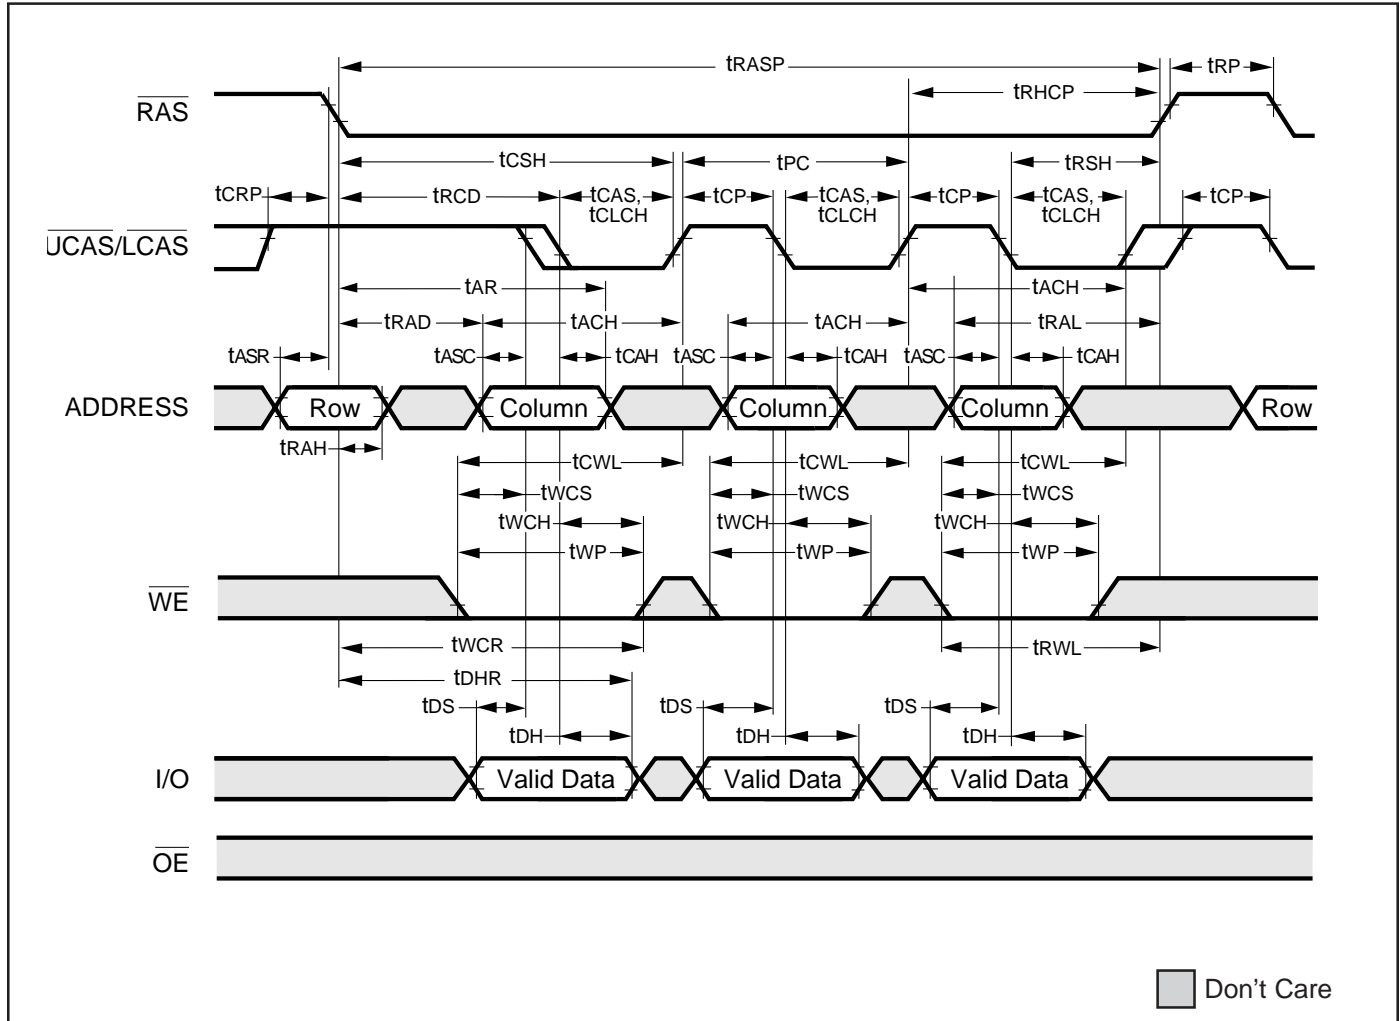 tRASP
tRP
tRHCP
RAS
tCSH
tPC
tRSH
tCRP
tRCD
tCAS,
tCLCH
tCP
tCAS,
tCLCH
tCP
tCAS,
tCLCH
tCP
UCAS/LCAS
tAR
tACH
tRAD
tACH
tACH
tRAL
tASR
tASC
tCAH
tASC
tCAH
tASC
tCAH
ADDRESS
Row
Column
Column
Column
Row
tRAH
tCWL
tCWL
tCWL
tWCS
tWCS
tWCS
tWCH
tWCH
tWCH
tWP
tWP
tWP
WE
tWCR
tRWL
tDHR
tDS
tDS
tDS
tDH
tDH
tDH
I/O
Valid Data
Valid Data
Valid Data
OE
Don't Care